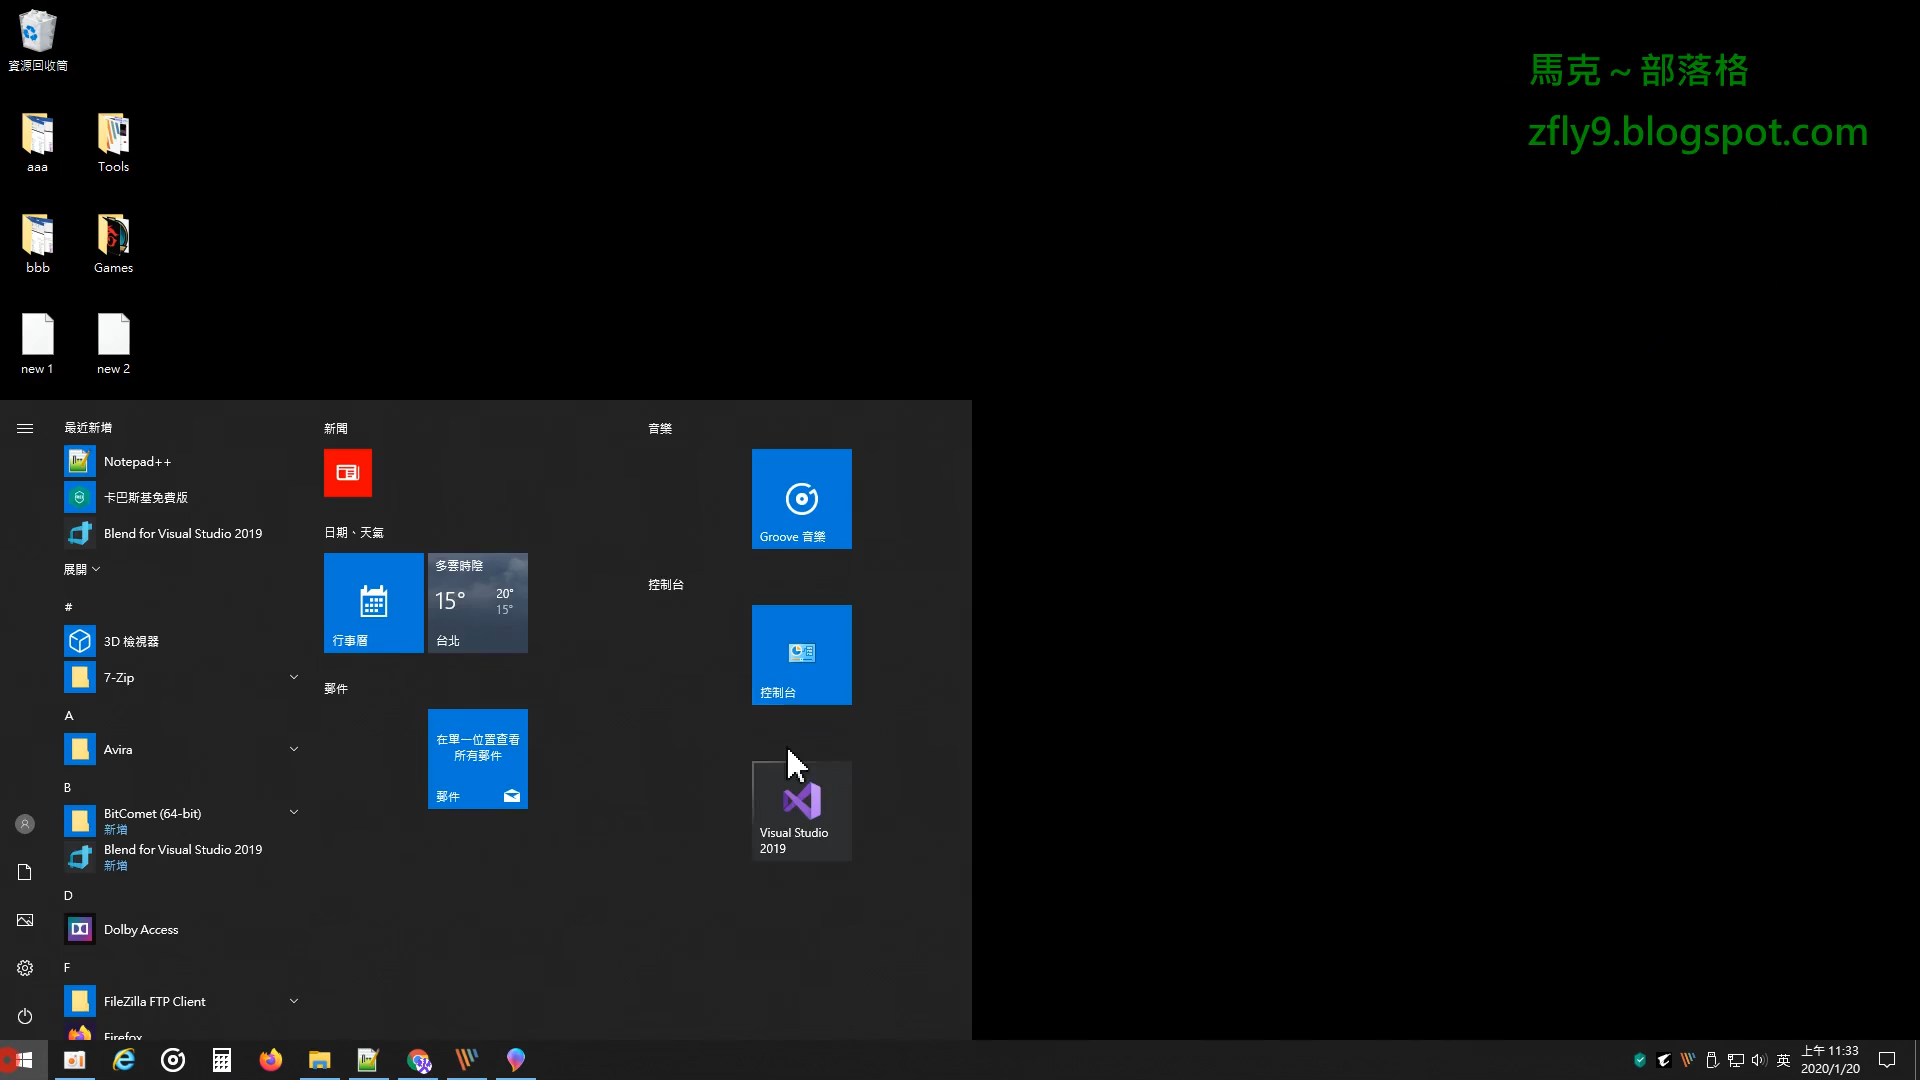 資源回收筒
aaa
Tools
bbb
Games
new 1
new 2
馬克～部落格
zfly9.blogspot.com
最近新增
Notepad++
卡巴斯基免費版
Blend for Visual Studio 2019
展開
#
3D 檢視器
7-Zip
A
Avira
B
BitComet (64-bit)
新增
Blend for Visual Studio 2019
新增
D
Dolby Access
F
FileZilla FTP Client
Firefox
新聞
日期、天氣
行事曆
多雲時陰
15°
20°
15°
台北
郵件
在單一位置查看
所有郵件
郵件
音樂
Groove 音樂
控制台
控制台
Visual Studio
2019
英
上午 11:33
2020/1/20